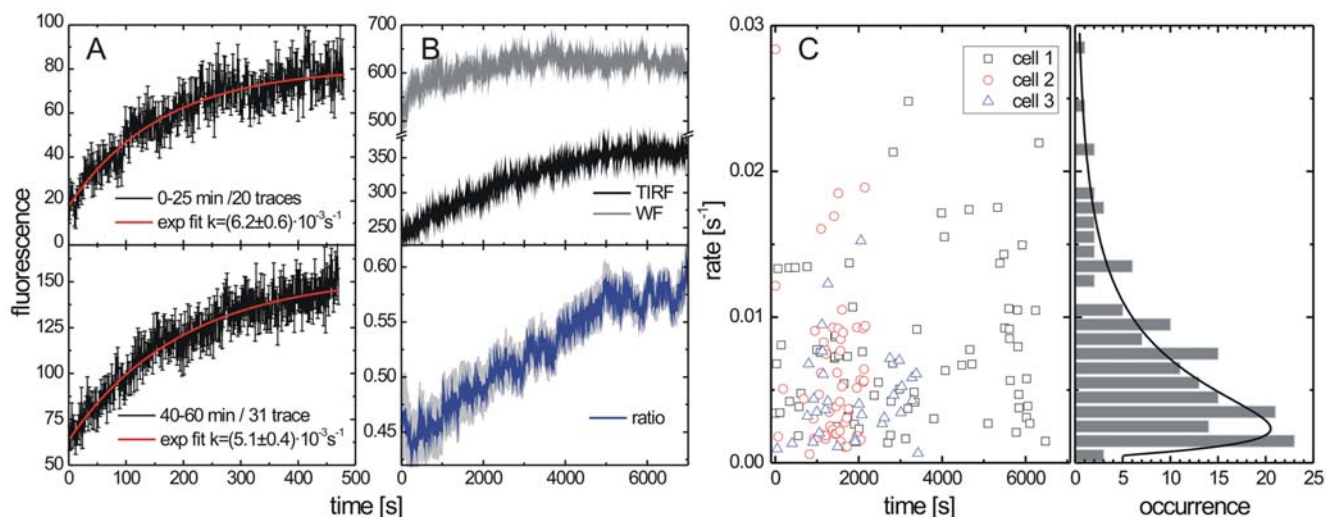 A
fluorescence
100
80
60
40
20
0
0-25 min /20 traces
exp fit k=(6.2±0.6)·10⁻³s⁻¹
150
125
100
75
50
40-60 min / 31 trace
exp fit k=(5.1±0.4)·10⁻³s⁻¹
0 100 200 300 400 500
time [s]
B
700
650
600
550
500
350
300
250
TIRF
WF
0.60
0.55
0.50
0.45
ratio
0 2000 4000 6000
time [s]
C
rate [s⁻¹]
0.03
0.02
0.01
0.00
cell 1
cell 2
cell 3
0 2000 4000 6000
time [s]
0 5 10 15 20 25
occurrence